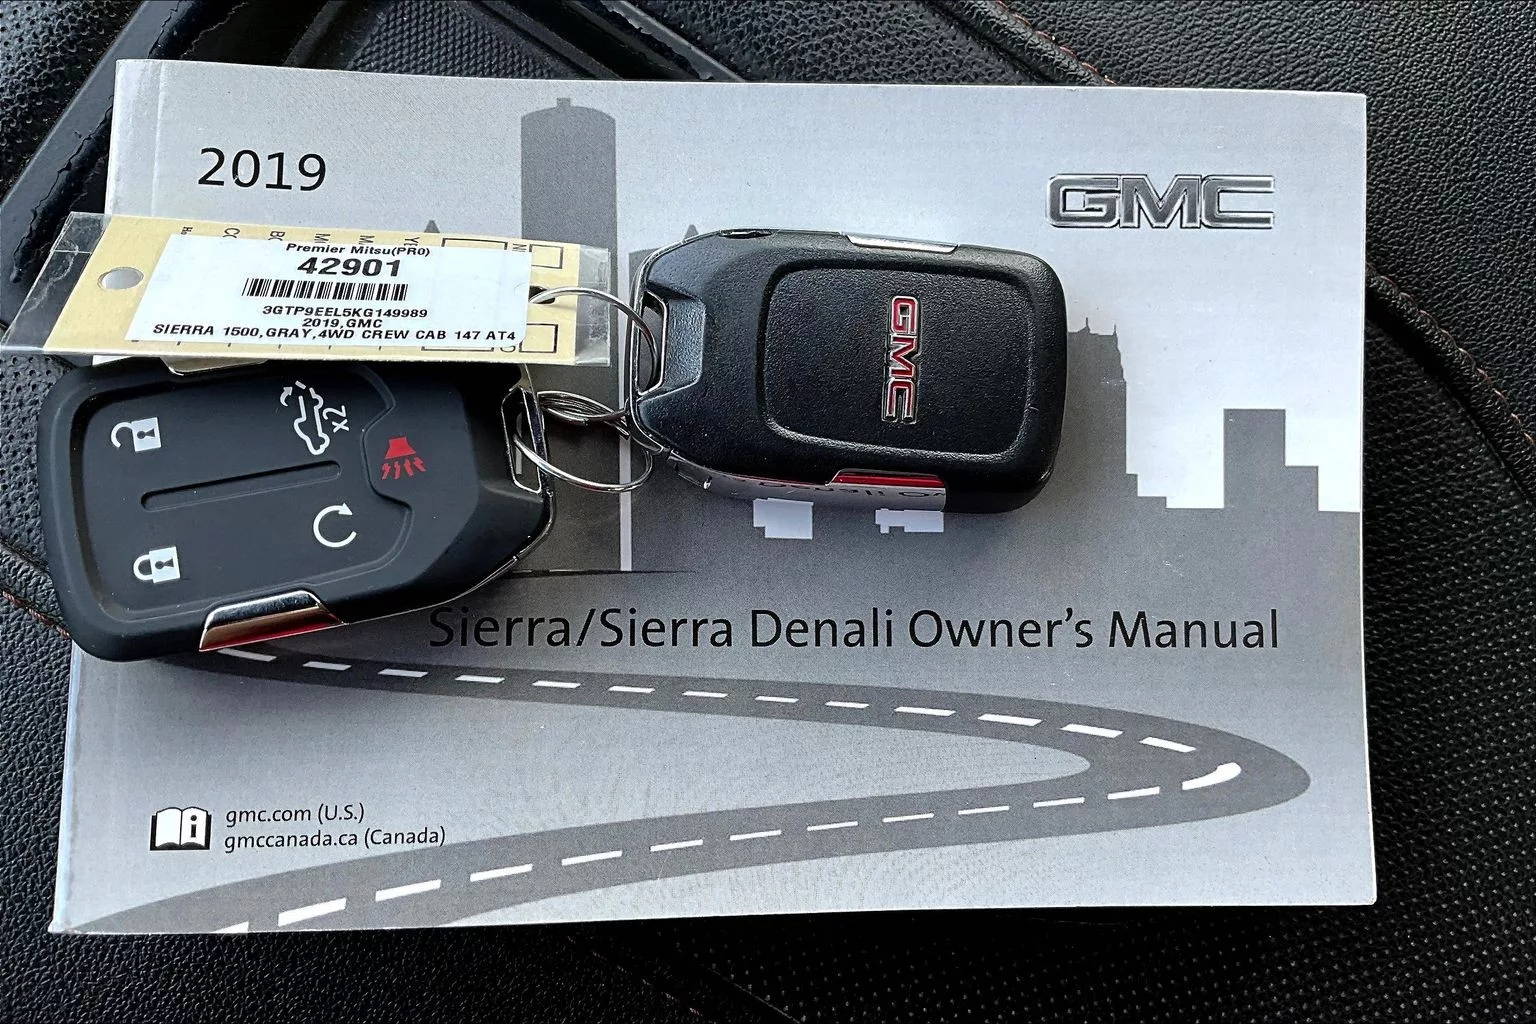 2019
GMC
Premier Mitsu(PR0)
42901
3GTP9EEL5KG149989
2019,GMC
SIERRA 1500,GRAY,4WD CREW CAB 147 AT4
GMC
x2
Sierra/Sierra Denali Owner's Manual
gmc.com (U.S.)
gmccanada.ca (Canada)